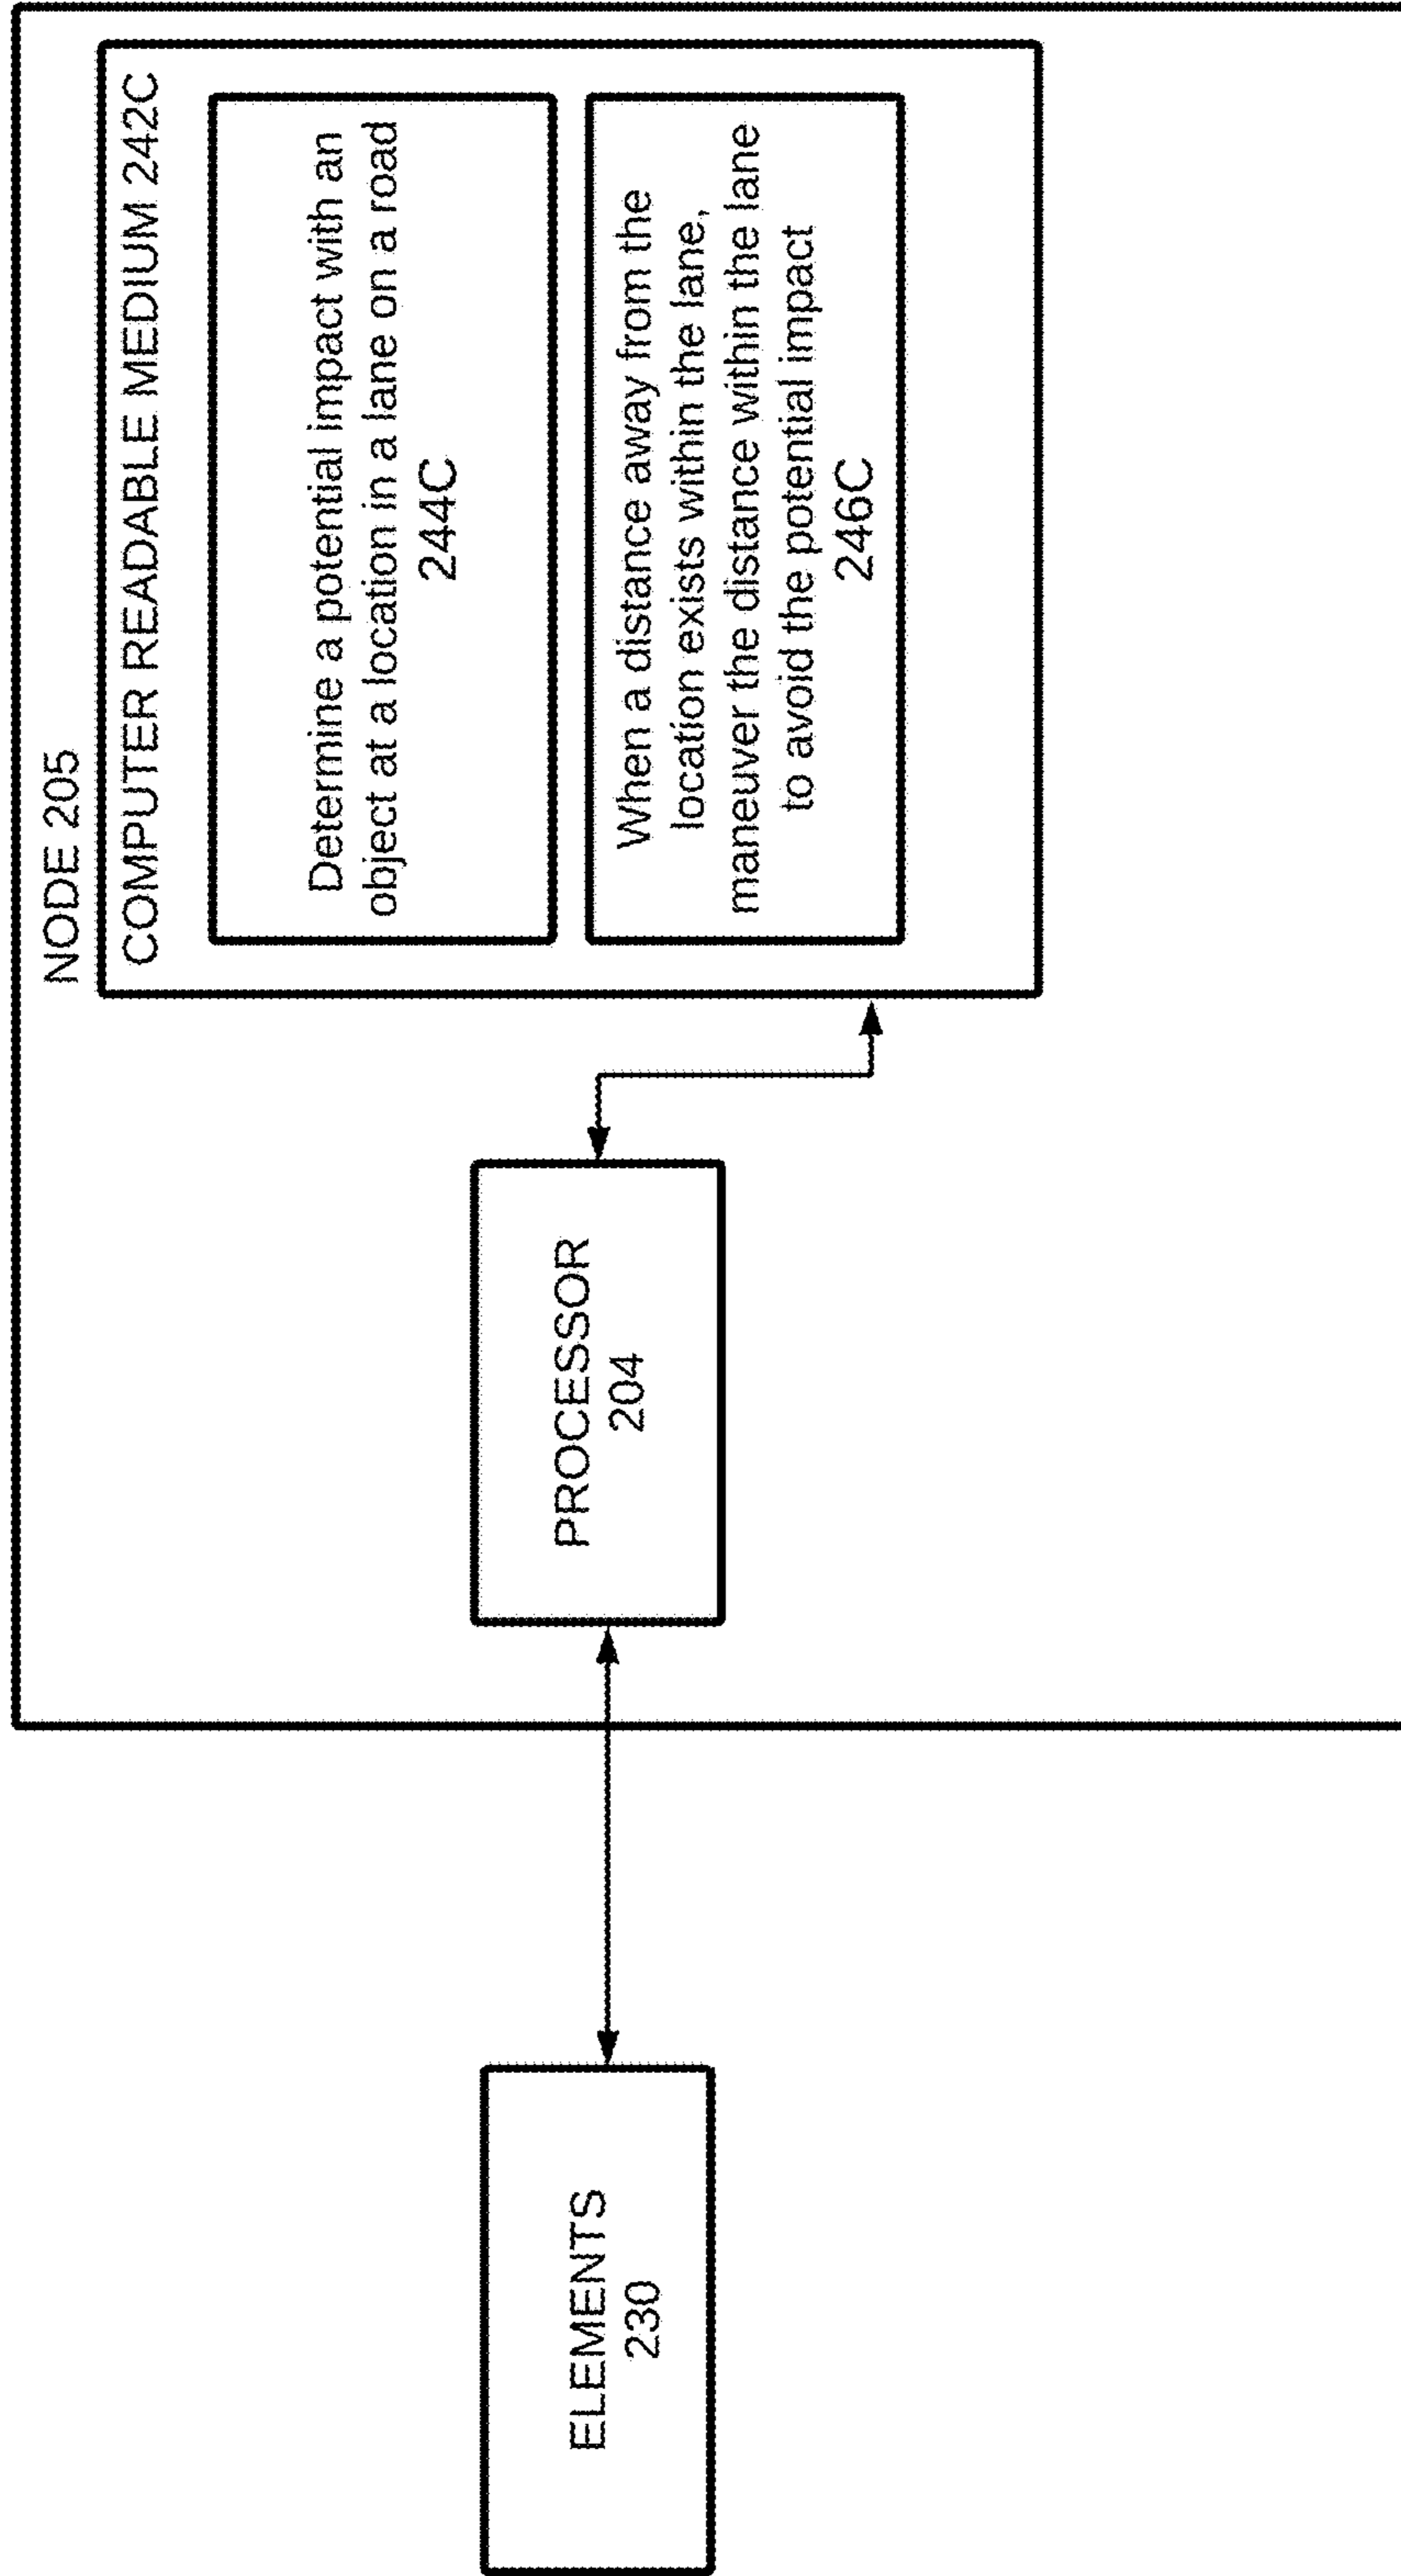 NODE 205
COMPUTER READABLE MEDIUM 242C
Determine a potential impact with an
object at a location in a lane on a road
244C
When a distance away from the
location exists within the lane,
maneuver the distance within the lane
to avoid the potential impact
246C
PROCESSOR
204
ELEMENTS
230